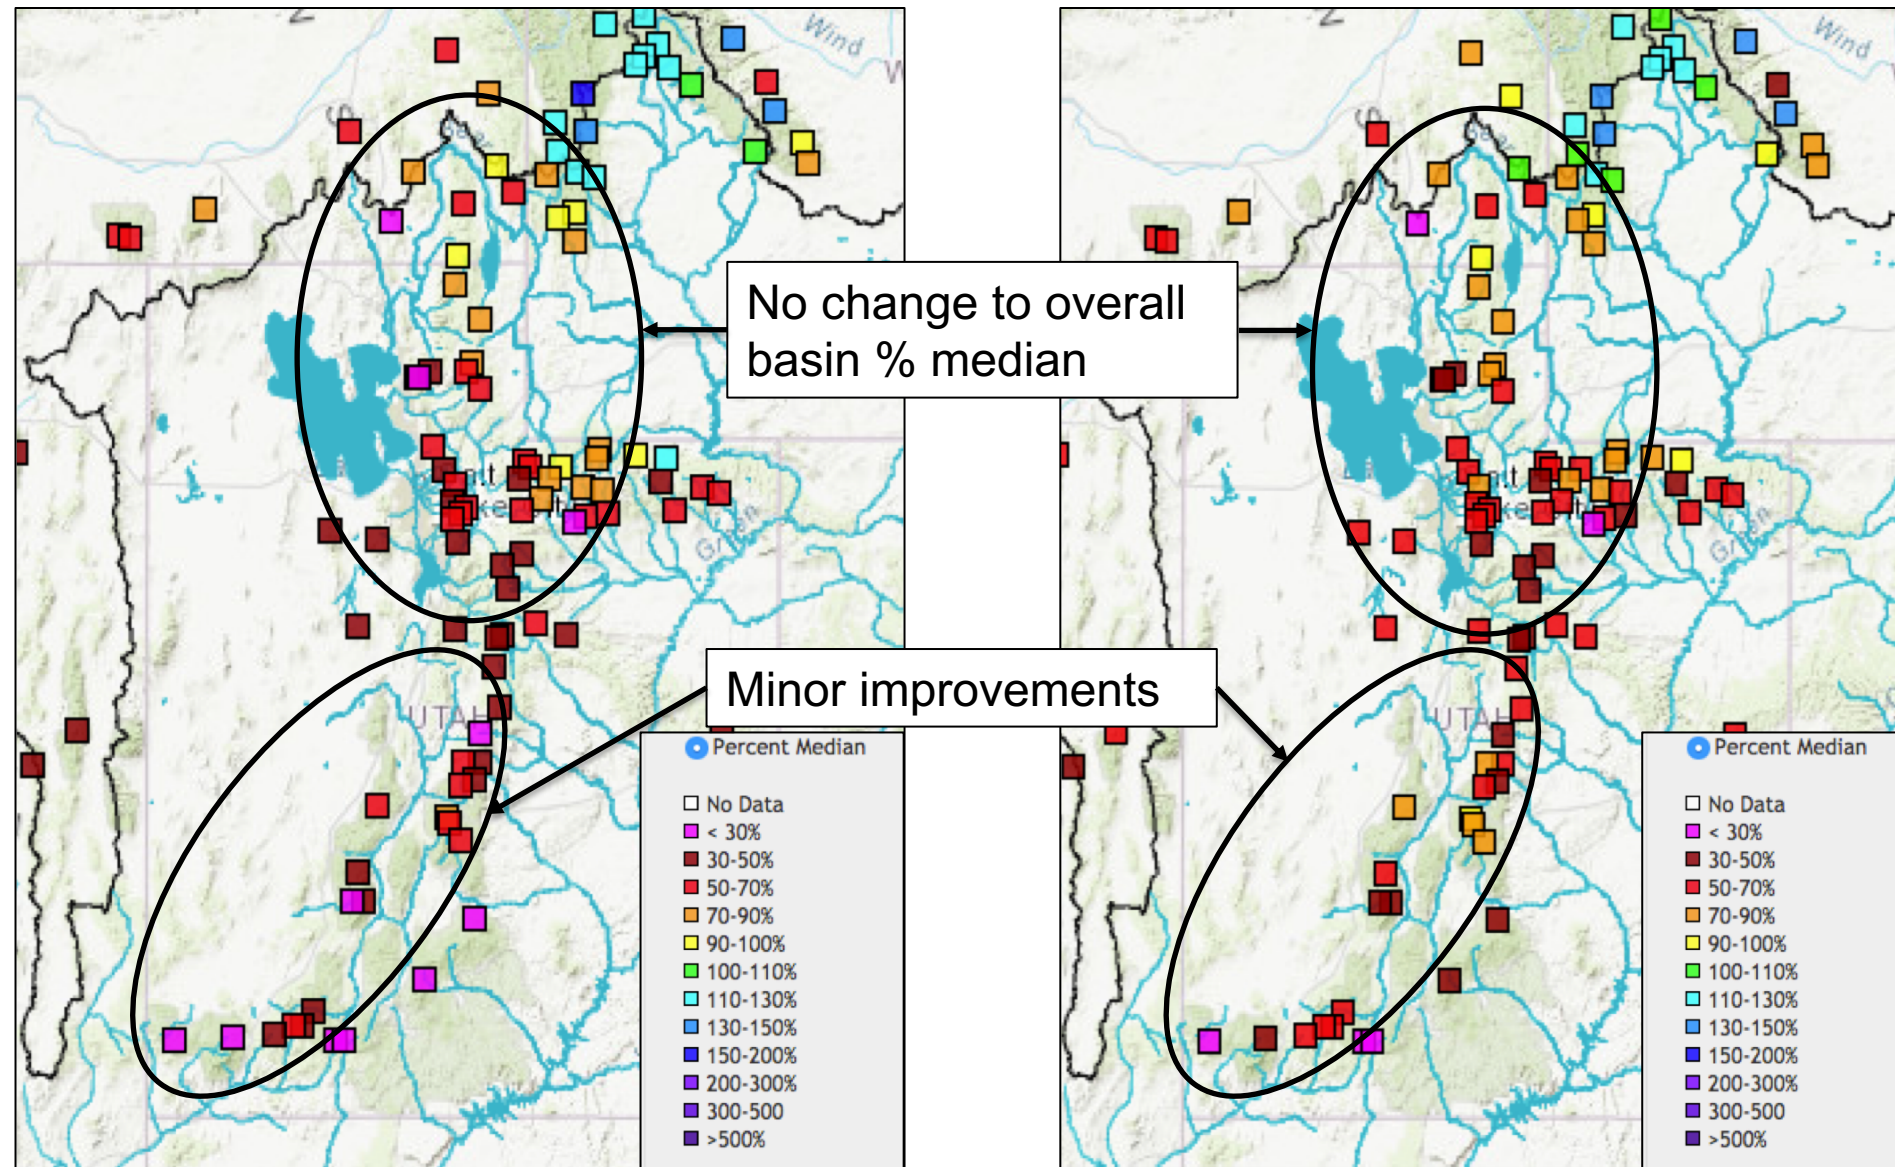 Wind
Wind
No change to overall
basin % median
Green
Green
Minor improvements
UTAH
UTAH
Percent Median
No Data
< 30%
30-50%
50-70%
70-90%
90-100%
100-110%
110-130%
130-150%
150-200%
200-300%
300-500
>500%
Percent Median
No Data
< 30%
30-50%
50-70%
70-90%
90-100%
100-110%
110-130%
130-150%
150-200%
200-300%
300-500
>500%